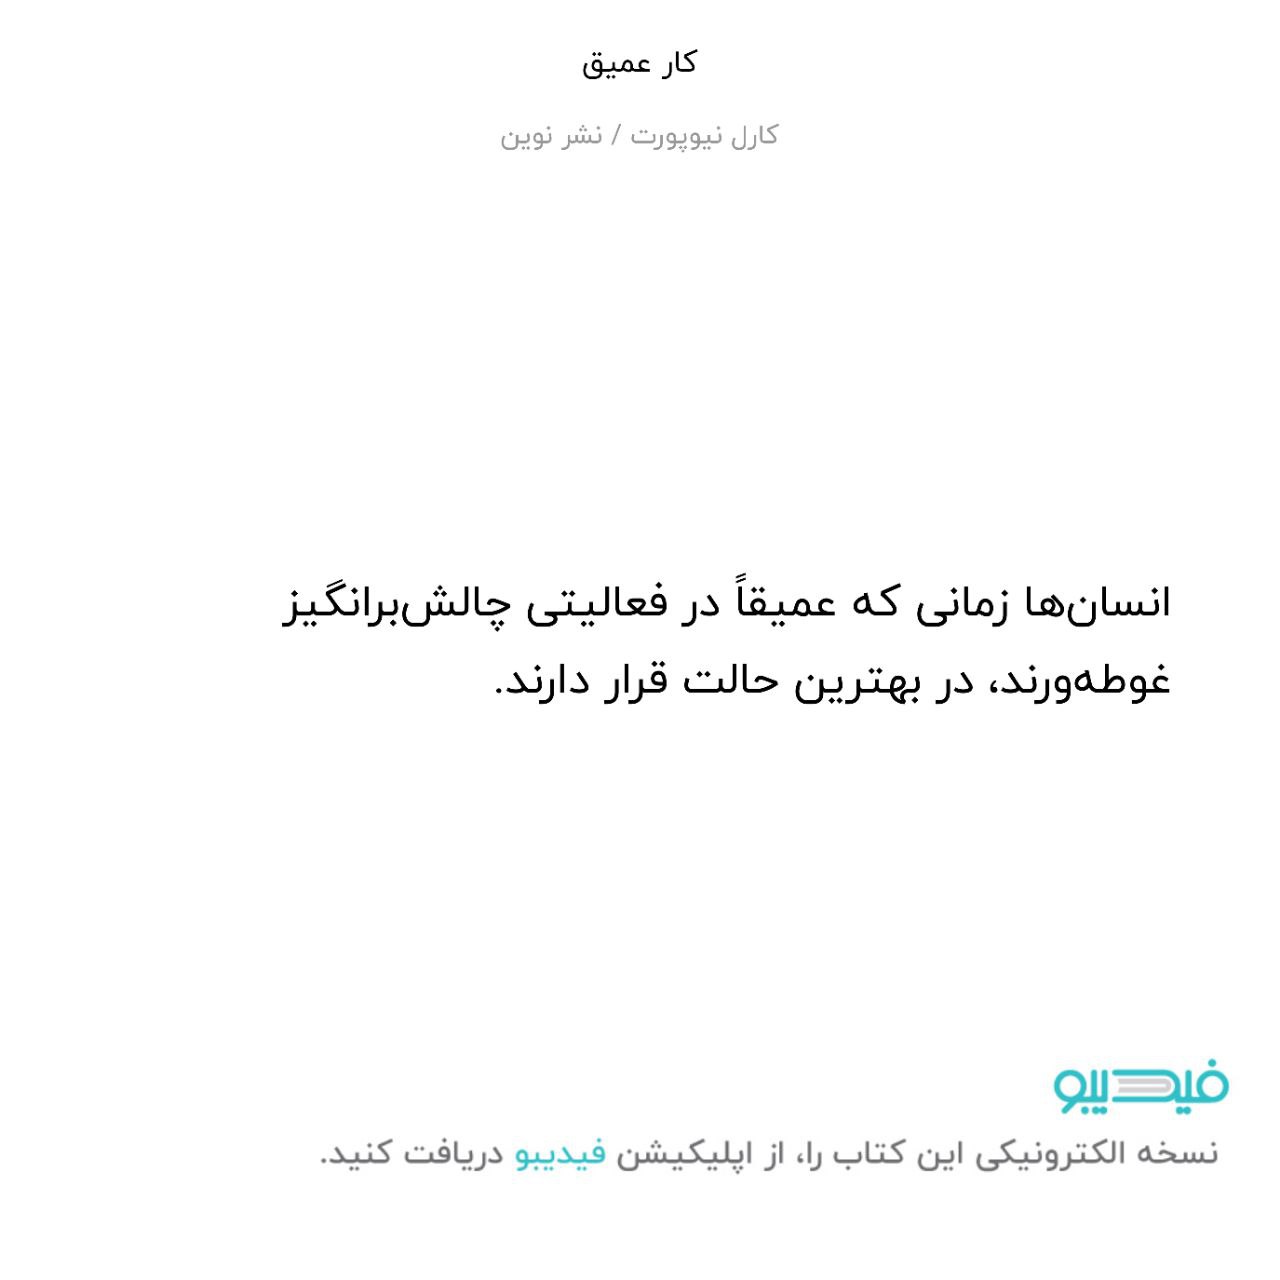 کار عمیق
کارل نیوپورت / نشر نوین
انسان‌ها زمانی که عمیقاً در فعالیتی چالش‌برانگیز
غوطه‌ورند، در بهترین حالت قرار دارند.
فیدیبو
نسخه الکترونیکی این کتاب را، از اپلیکیشن فیدیبو دریافت کنید.